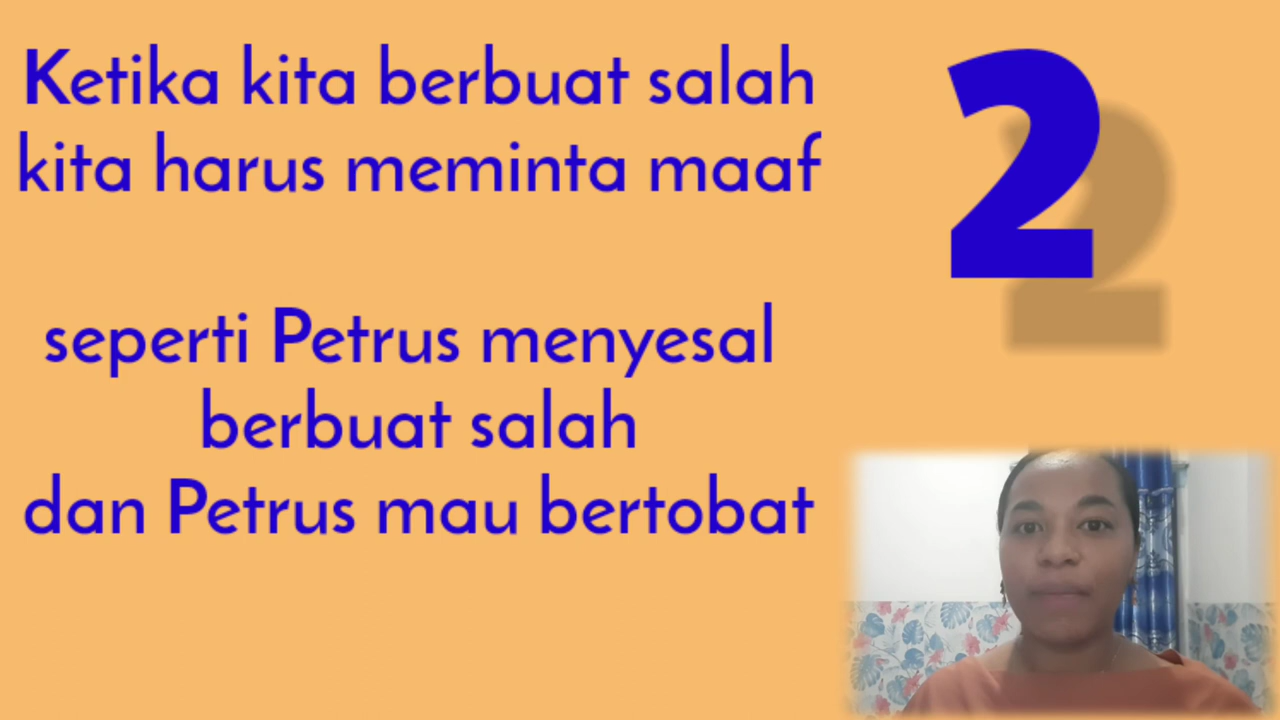 Ketika kita berbuat salah
kita harus meminta maaf
seperti Petrus menyesal
berbuat salah
dan Petrus mau bertobat
2